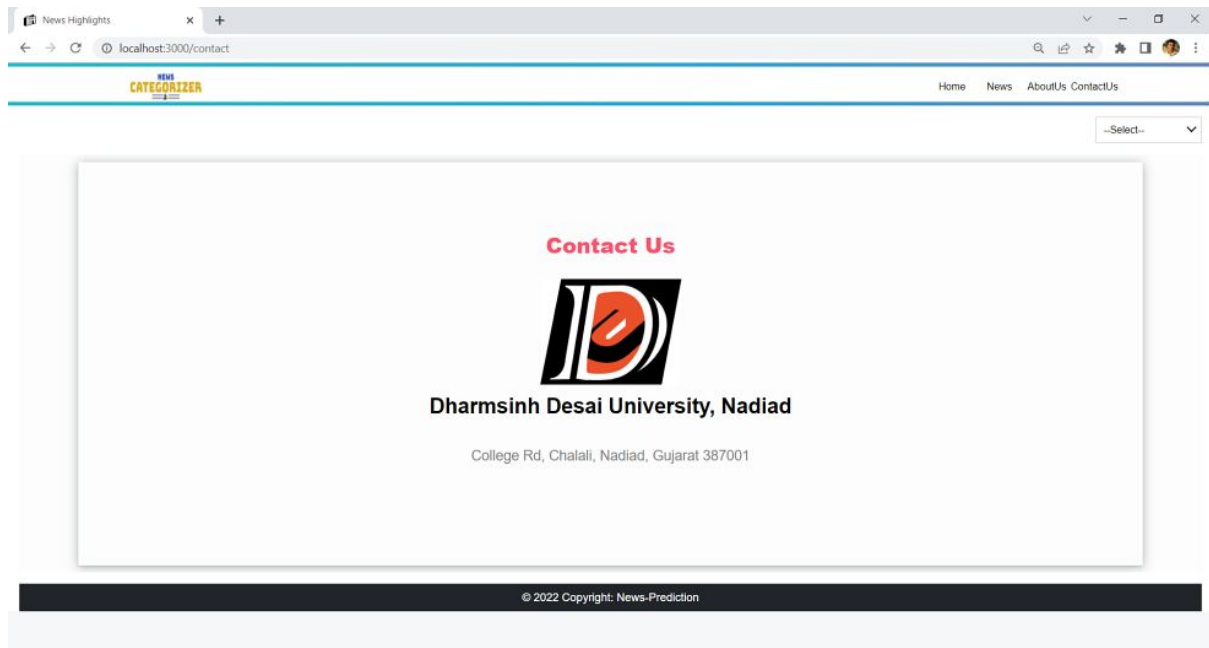 News Highlights
localhost:3000/contact
NEWS
CATEGORIZER
Home News AboutUs ContactUs
--Select--
Contact Us
Dharmsinh Desai University, Nadiad
College Rd, Chalali, Nadiad, Gujarat 387001
© 2022 Copyright: News-Prediction